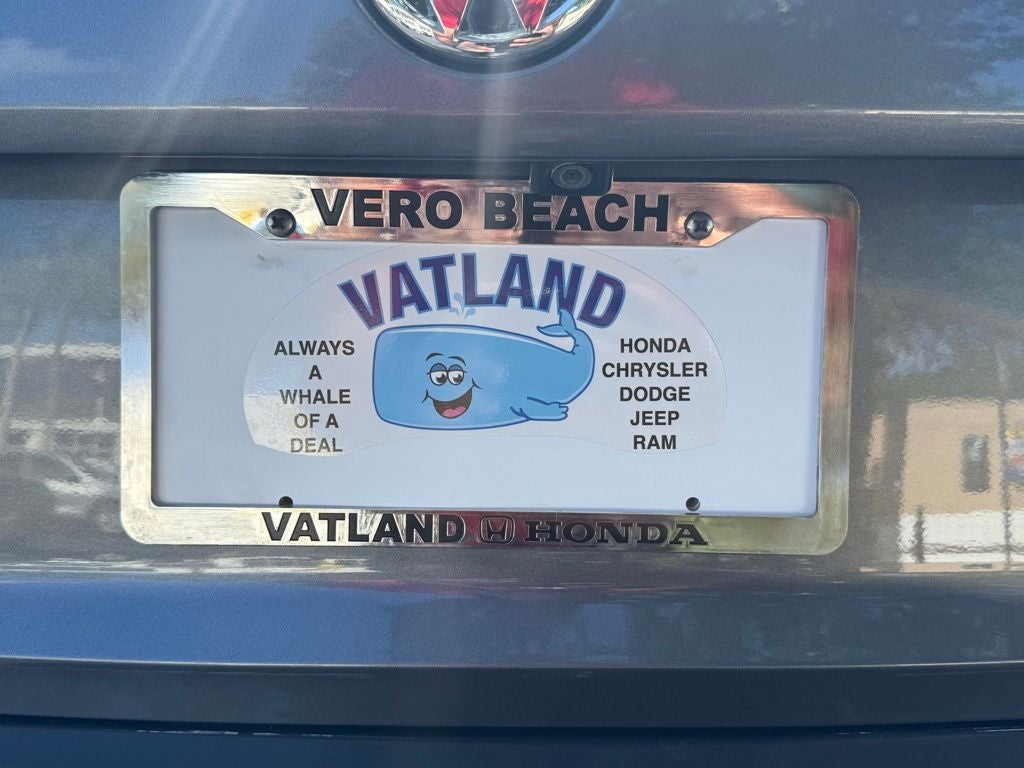 VERO BEACH
VATLAND
ALWAYS
A
WHALE
OF A
DEAL
HONDA
CHRYSLER
DODGE
JEEP
RAM
VATLAND HONDA